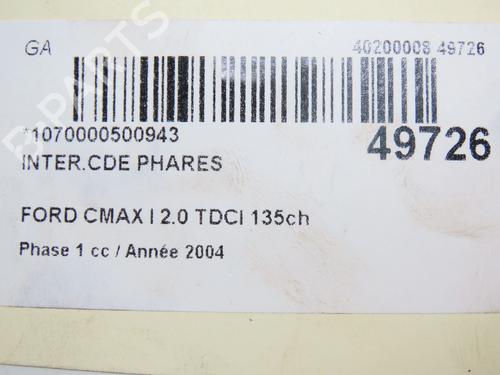 GA
40200008 49726
*1070000500943
49726
INTER.CDE PHARES
FORD CMAX I 2.0 TDCI 135ch
Phase 1 cc / Année 2004
B-PARTS